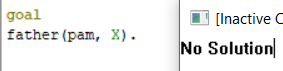 goal
father(pam, X).
[Inactive
No Solution